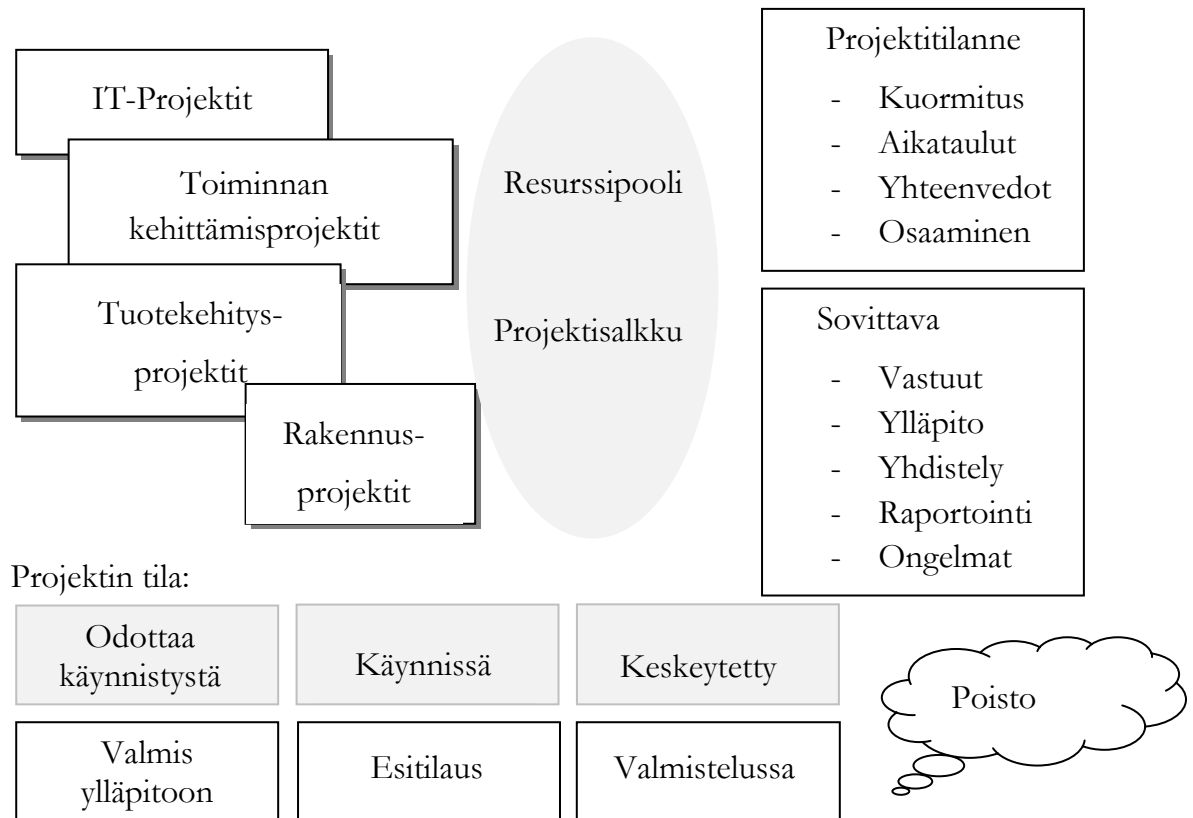 IT-Projektit
Toiminnan
kehittämisprojektit
Tuotekehitys-
projektit
Rakennus-
projektit
Resurssipooli
Projektisalkku
Projektitilanne
- Kuormitus
- Aikataulut
- Yhteenvedot
- Osaaminen
Sovittava
- Vastuut
- Ylläpito
- Yhdistely
- Raportointi
- Ongelmat
Projektin tila:
Odottaa
käynnistystä
Käynnissä
Keskeytetty
Valmis
ylläpitoon
Esitilaus
Valmistelussa
Poisto